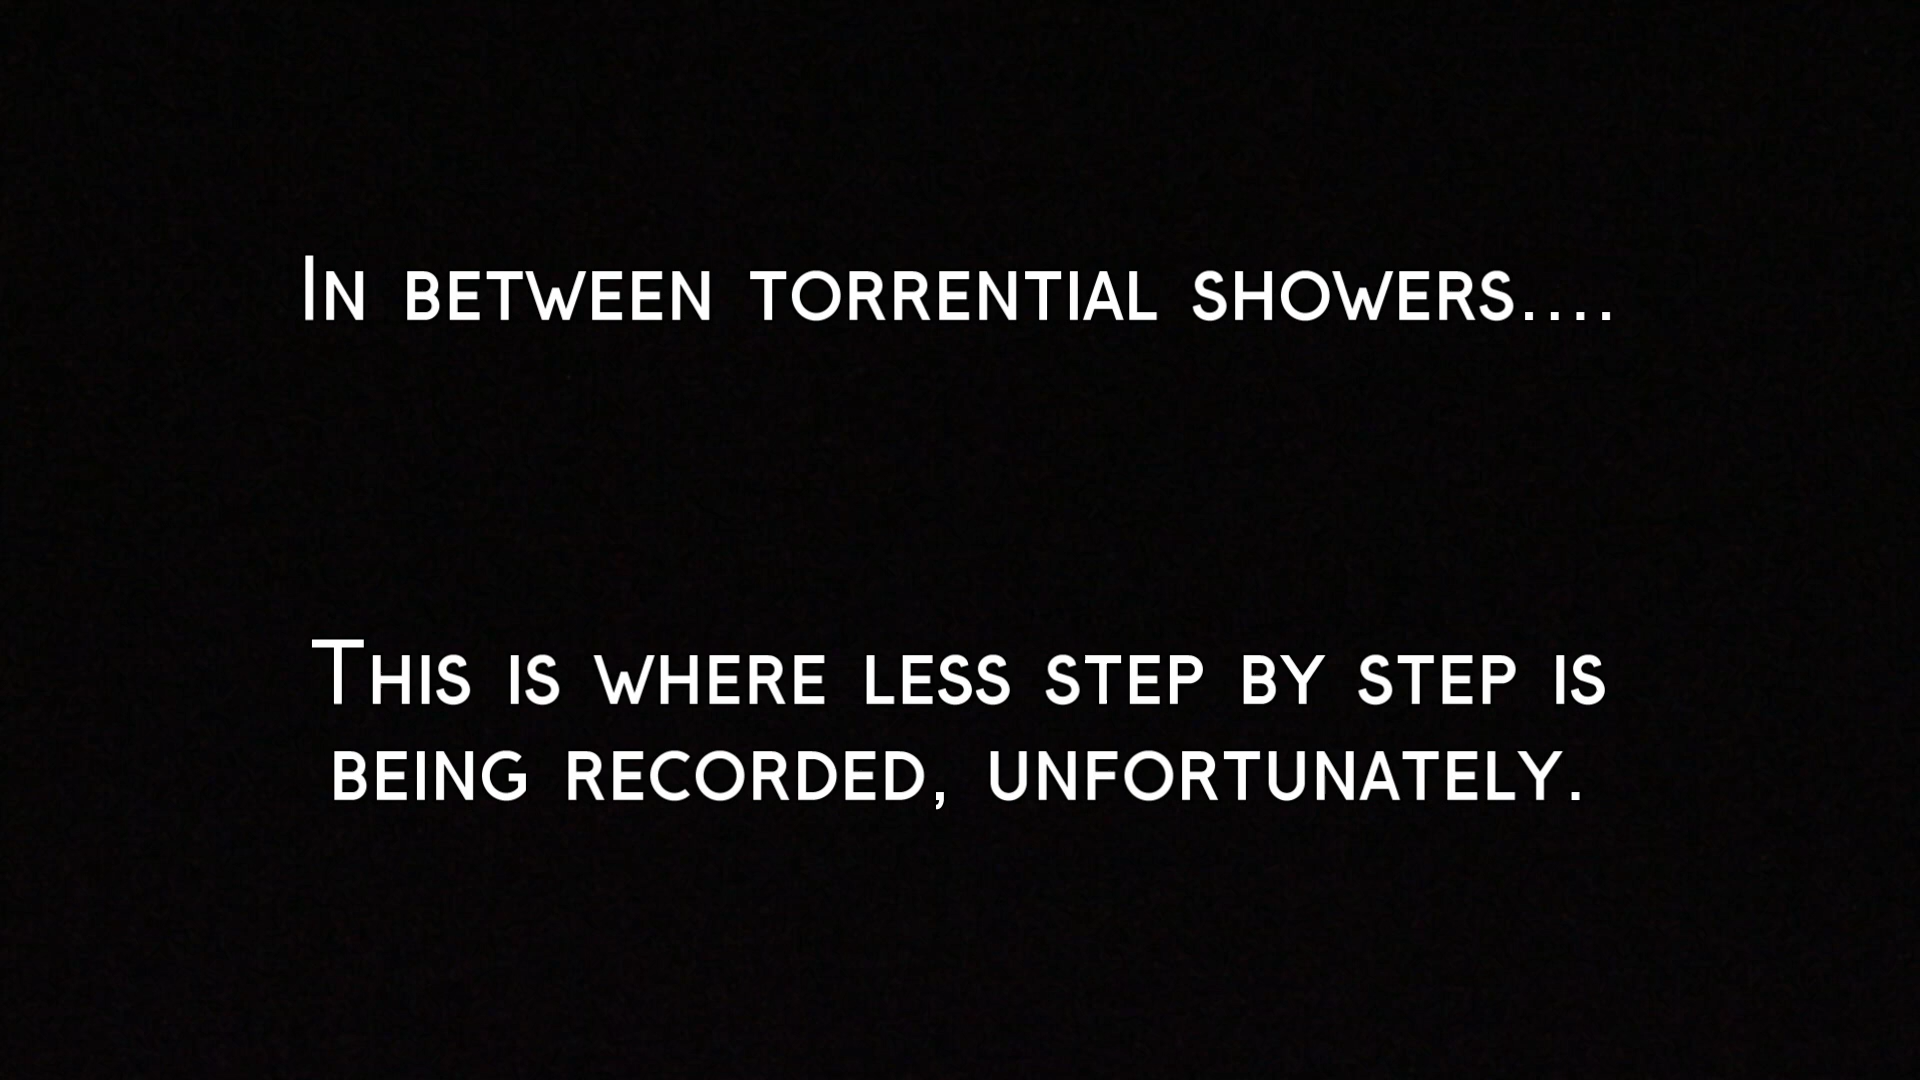 In between torrential showers....
This is where less step by step is
being recorded, unfortunately.